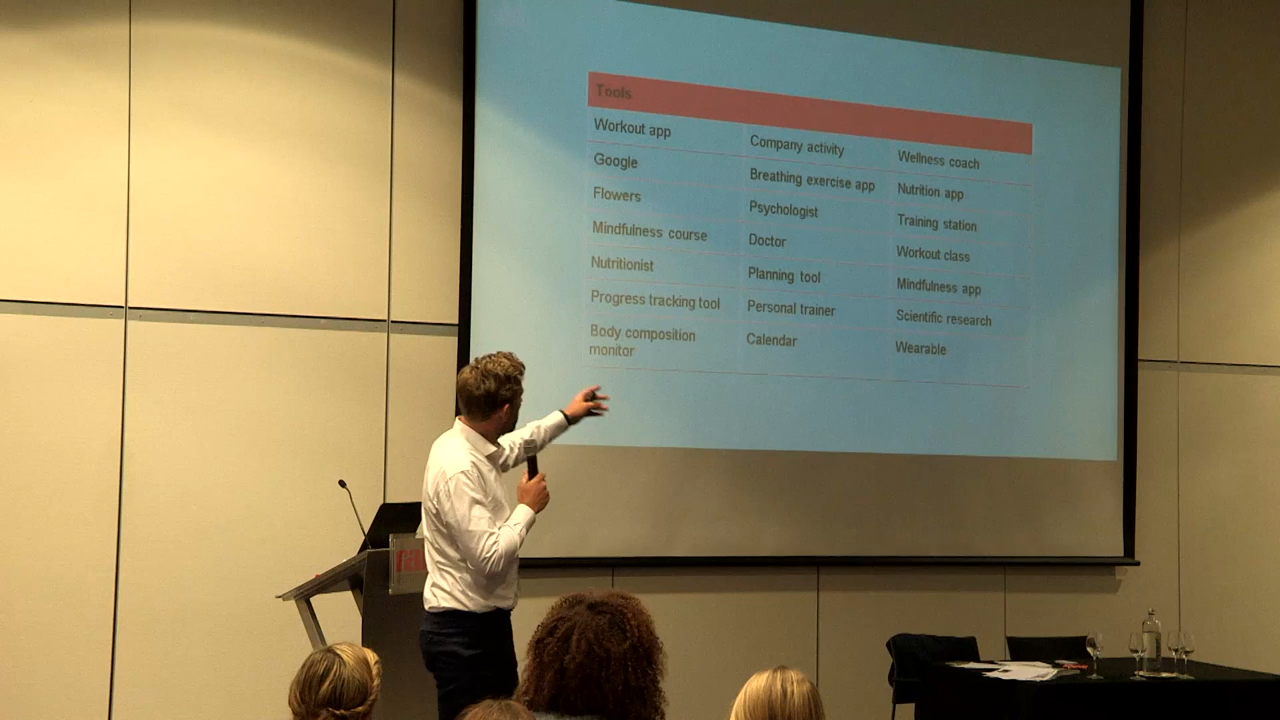 Tools
Workout app
Company activity
Wellness coach
Google
Breathing exercise app
Nutrition app
Flowers
Psychologist
Training station
Mindfulness course
Doctor
Workout class
Nutritionist
Planning tool
Mindfulness app
Progress tracking tool
Personal trainer
Scientific research
Body composition
monitor
Calendar
Wearable